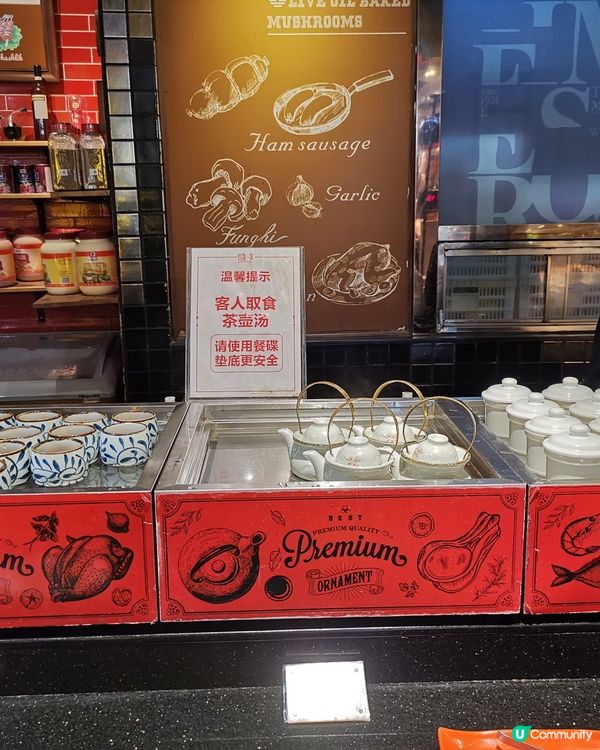 OLIVE OIL BAKED
MUSHROOMS
Ham sausage
Garlic
Funghi
温馨提示
客人取食
茶壶汤
请使用餐碟
垫底更安全
BEST
PREMIUM QUALITY
Premium
ORNAMENT
U Community